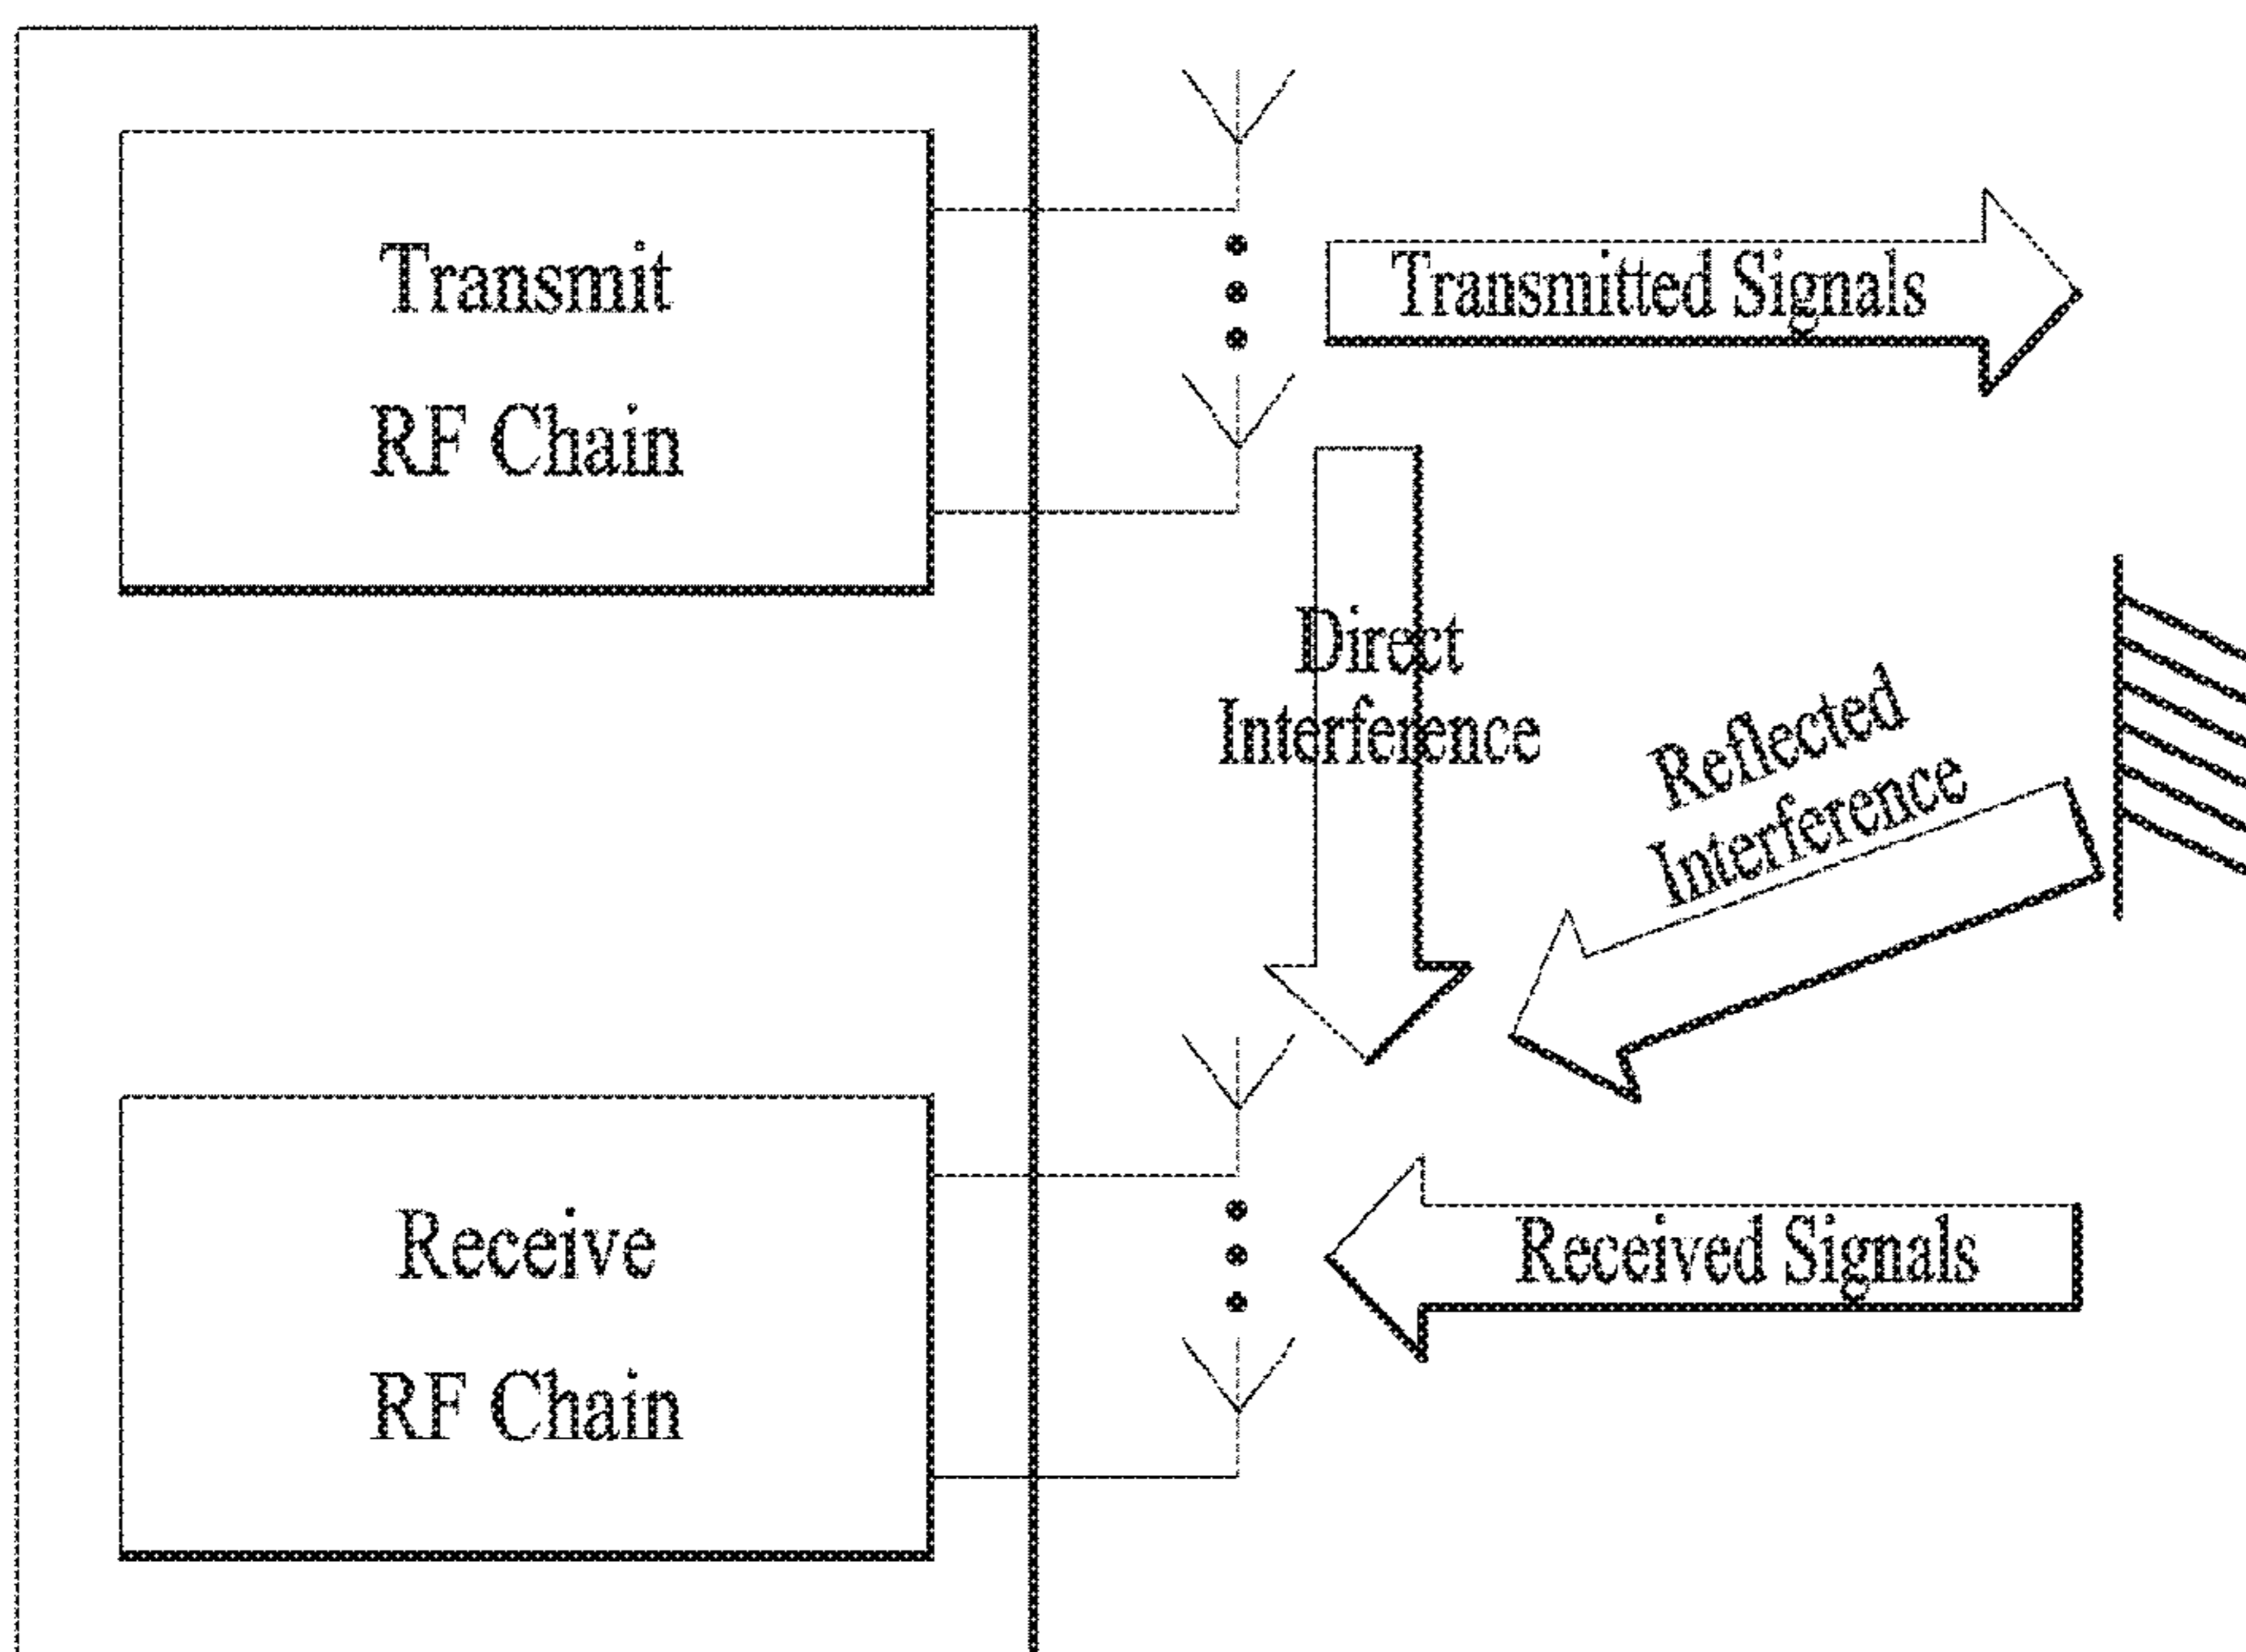 Transmit
RF Chain
Transmitted Signals
Direct
Interference
Reflected
Interference
Receive
RF Chain
Received Signals